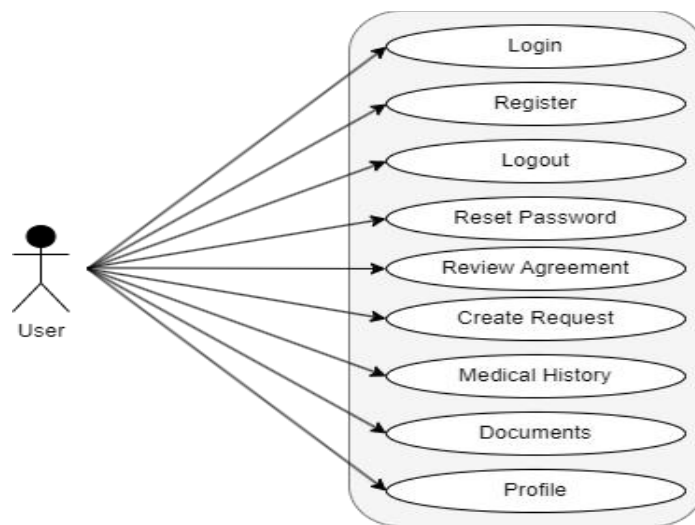 Login
Register
Logout
Reset Password
Review Agreement
User
Create Request
Medical History
Documents
Profile